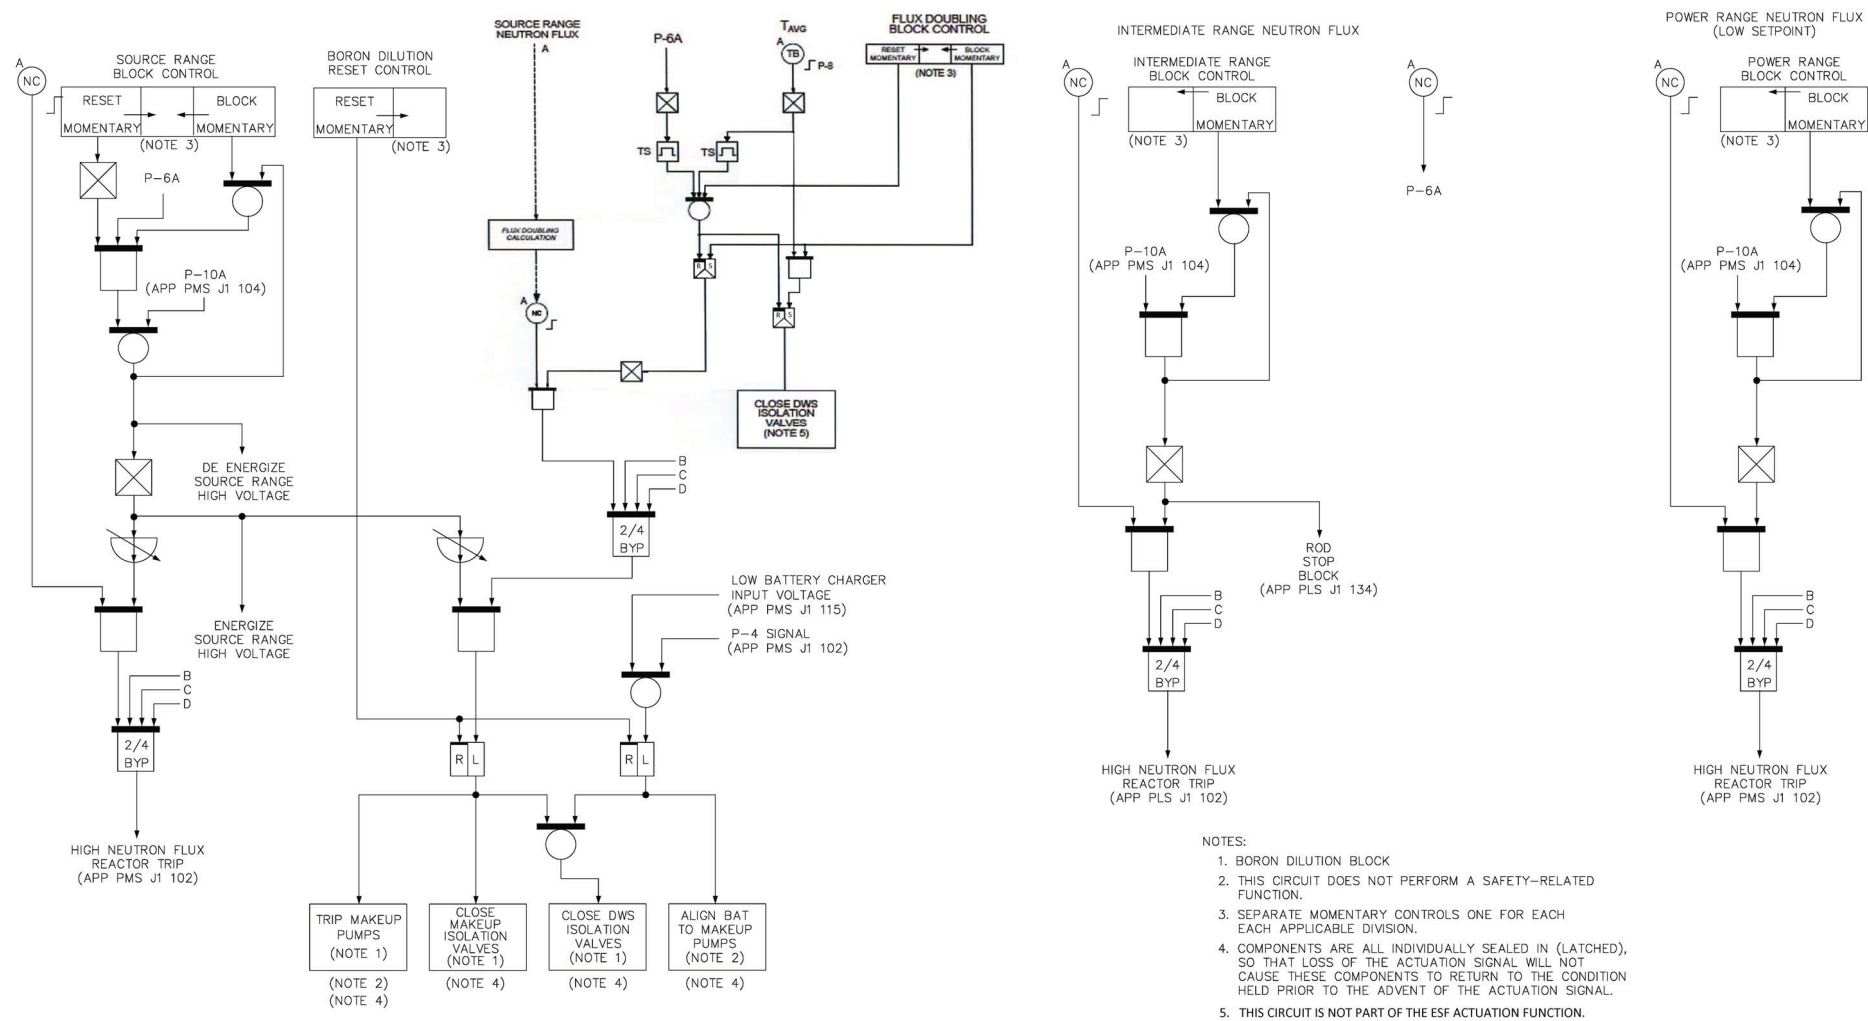 SOURCE RANGE
BLOCK CONTROL
A
NC
RESET
BLOCK
MOMENTARY
MOMENTARY
(NOTE 3)
P-6A
P-10A
(APP PMS J1 104)
DE ENERGIZE
SOURCE RANGE
HIGH VOLTAGE
ENERGIZE
SOURCE RANGE
HIGH VOLTAGE
B
C
D
2/4
BYP
HIGH NEUTRON FLUX
REACTOR TRIP
(APP PMS J1 102)
BORON DILUTION
RESET CONTROL
RESET
MOMENTARY
(NOTE 3)
SOURCE RANGE
NEUTRON FLUX
A
FLUX DOUBLING
CALCULATION
A
NC
P-6A
TS
TAVG
A
TB
P-8
TS
FLUX DOUBLING
BLOCK CONTROL
RESET
MOMENTARY
BLOCK
MOMENTARY
(NOTE 3)
R S
R S
CLOSE DWS
ISOLATION
VALVES
(NOTE 5)
B
C
D
2/4
BYP
LOW BATTERY CHARGER
INPUT VOLTAGE
(APP PMS J1 115)
P-4 SIGNAL
(APP PMS J1 102)
R L
R L
TRIP MAKEUP
PUMPS
(NOTE 1)
(NOTE 2)
(NOTE 4)
CLOSE
MAKEUP
ISOLATION
VALVES
(NOTE 1)
(NOTE 4)
CLOSE DWS
ISOLATION
VALVES
(NOTE 1)
(NOTE 4)
ALIGN BAT
TO MAKEUP
PUMPS
(NOTE 2)
(NOTE 4)
INTERMEDIATE RANGE NEUTRON FLUX
A
NC
INTERMEDIATE RANGE
BLOCK CONTROL
BLOCK
MOMENTARY
(NOTE 3)
A
NC
P-6A
P-10A
(APP PMS J1 104)
ROD
STOP
BLOCK
(APP PLS J1 134)
B
C
D
2/4
BYP
HIGH NEUTRON FLUX
REACTOR TRIP
(APP PLS J1 102)
POWER RANGE NEUTRON FLUX
(LOW SETPOINT)
A
NC
POWER RANGE
BLOCK CONTROL
BLOCK
MOMENTARY
(NOTE 3)
P-10A
(APP PMS J1 104)
B
C
D
2/4
BYP
HIGH NEUTRON FLUX
REACTOR TRIP
(APP PMS J1 102)
NOTES:
1. BORON DILUTION BLOCK
2. THIS CIRCUIT DOES NOT PERFORM A SAFETY-RELATED
FUNCTION.
3. SEPARATE MOMENTARY CONTROLS ONE FOR EACH
EACH APPLICABLE DIVISION.
4. COMPONENTS ARE ALL INDIVIDUALLY SEALED IN (LATCHED),
SO THAT LOSS OF THE ACTUATION SIGNAL WILL NOT
CAUSE THESE COMPONENTS TO RETURN TO THE CONDITION
HELD PRIOR TO THE ADVENT OF THE ACTUATION SIGNAL.
5. THIS CIRCUIT IS NOT PART OF THE ESF ACTUATION FUNCTION.